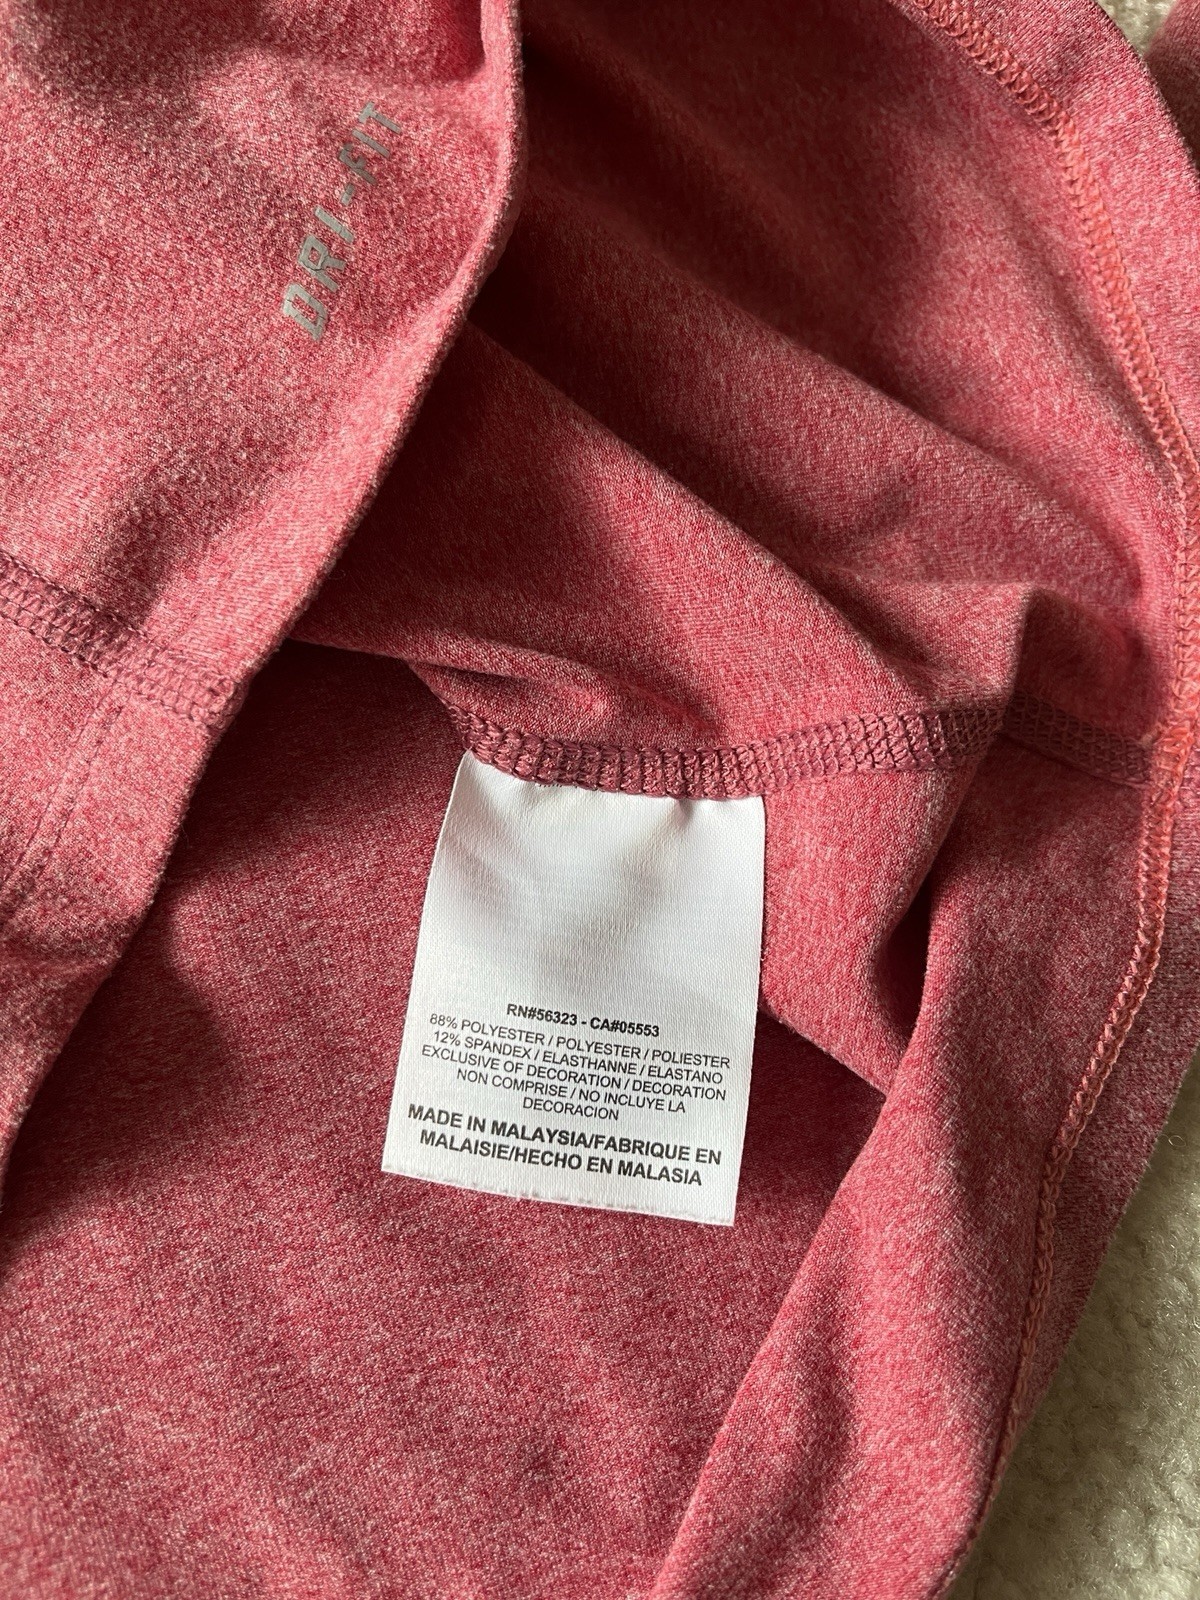 DRI-FIT
RN#56323 - CA#05553
88% POLYESTER / POLYESTER / POLIESTER
12% SPANDEX / ELASTHANNE / ELASTANO
EXCLUSIVE OF DECORATION / DECORATION
NON COMPRISE / NO INCLUYE LA
DECORACION
MADE IN MALAYSIA/FABRIQUE EN
MALAISIE/HECHO EN MALASIA